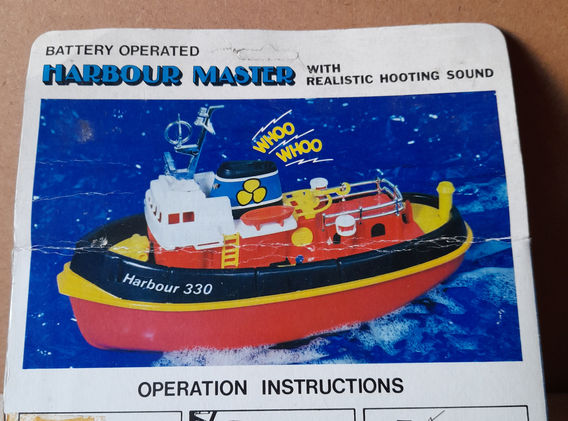 BATTERY OPERATED
HARBOUR MASTER WITH
REALISTIC HOOTING SOUND
WHOO
WHOO
Harbour 330
OPERATION INSTRUCTIONS